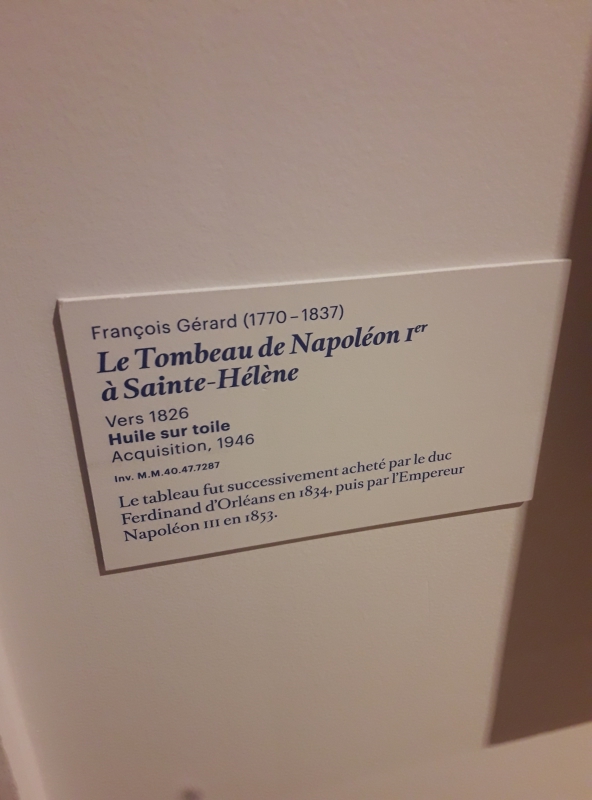 François Gérard (1770–1837)
Le Tombeau de Napoléon Ier
à Sainte-Hélène
Vers 1826
Huile sur toile
Acquisition, 1946
Inv. M.M.40.47.7287
Le tableau fut successivement acheté par le duc
Ferdinand d'Orléans en 1834, puis par l'Empereur
Napoléon III en 1853.